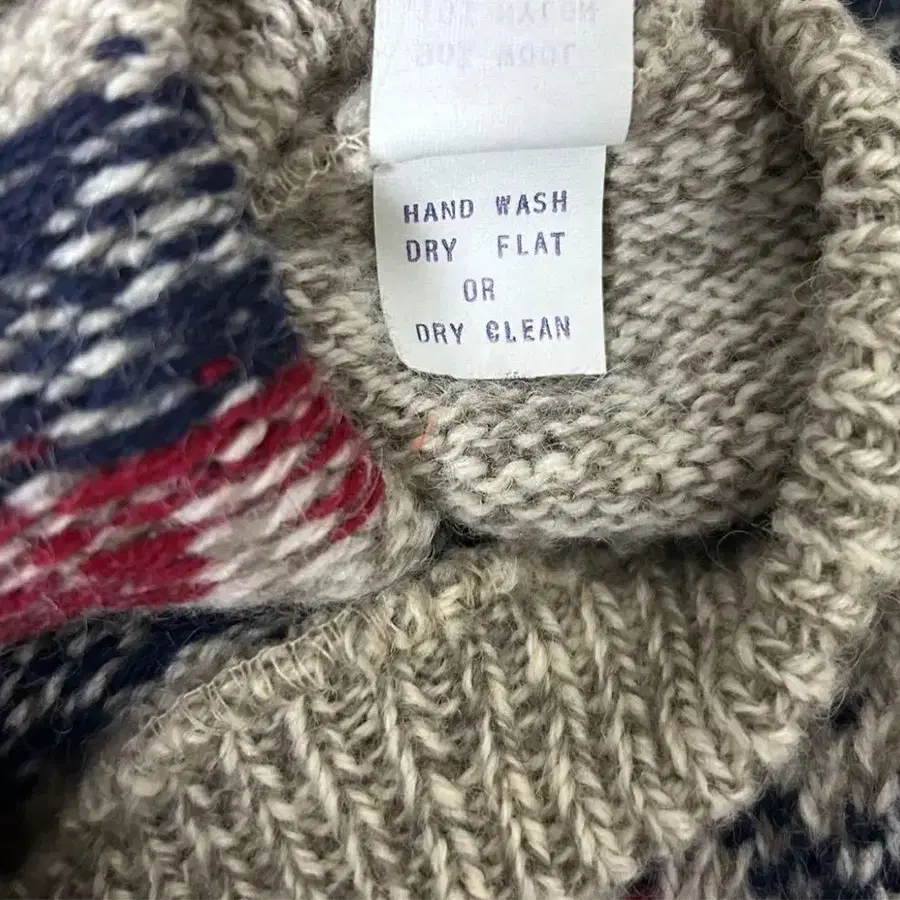 HAND WASH
DRY FLAT
OR
DRY CLEAN